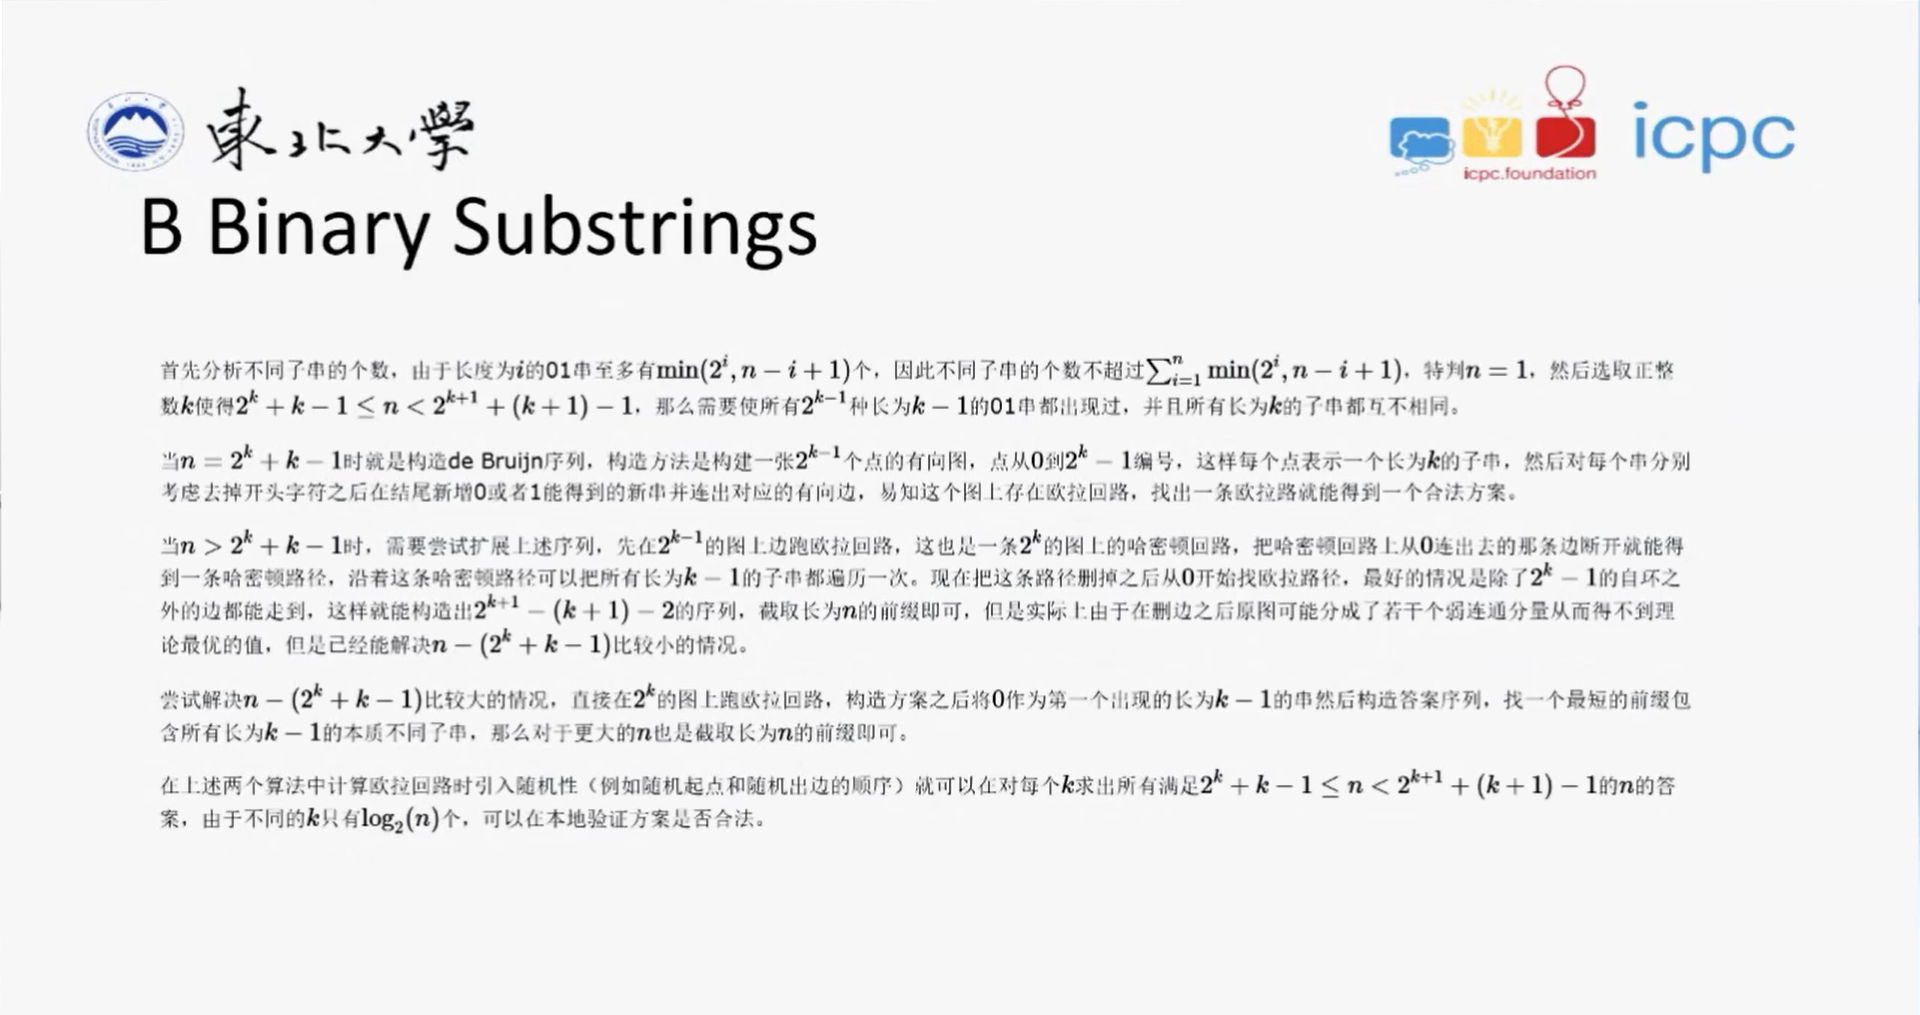 東北大學
icpc
icpc.foundation
B Binary Substrings
首先分析不同子串的个数，由于长度为i的01串至多有min(2^i, n − i + 1)个，因此不同子串的个数不超过∑_{i=1}^n min(2^i, n − i + 1)，特判n = 1，然后选取正整
数k使得2^k + k − 1 ≤ n < 2^{k+1} + (k + 1) − 1，那么需要使所有2^{k−1}种长为k − 1的01串都出现过，并且所有长为k的子串都互不相同。
当n = 2^k + k − 1时就是构造de Bruijn序列，构造方法是构建一张2^{k−1}个点的有向图，点从0到2^k − 1编号，这样每个点表示一个长为k的子串，然后对每个串分别
考虑去掉开头字符之后在结尾新增0或者1能得到的新串并连出对应的有向边，易知这个图上存在欧拉回路，找出一条欧拉路就能得到一个合法方案。
当n > 2^k + k − 1时，需要尝试扩展上述序列，先在2^{k−1}的图上边跑欧拉回路，这也是一条2^k的图上的哈密顿回路，把哈密顿回路上从0连出去的那条边断开就能得
到一条哈密顿路径，沿着这条哈密顿路径可以把所有长为k − 1的子串都遍历一次。现在把这条路径删掉之后从0开始找欧拉路径，最好的情况是除了2^k − 1的自环之
外的边都能走到，这样就能构造出2^{k+1} − (k + 1) − 2的序列，截取长为n的前缀即可，但是实际上由于在删边之后原图可能分成了若干个弱连通分量从而得不到理
论最优的值，但是已经能解决n − (2^k + k − 1)比较小的情况。
尝试解决n − (2^k + k − 1)比较大的情况，直接在2^k的图上跑欧拉回路，构造方案之后将0作为第一个出现的长为k − 1的串然后构造答案序列，找一个最短的前缀包
含所有长为k − 1的本质不同子串，那么对于更大的n也是截取长为n的前缀即可。
在上述两个算法中计算欧拉回路时引入随机性（例如随机起点和随机出边的顺序）就可以在对每个k求出所有满足2^k + k − 1 ≤ n < 2^{k+1} + (k + 1) − 1的n的答
案，由于不同的k只有log_2(n)个，可以在本地验证方案是否合法。